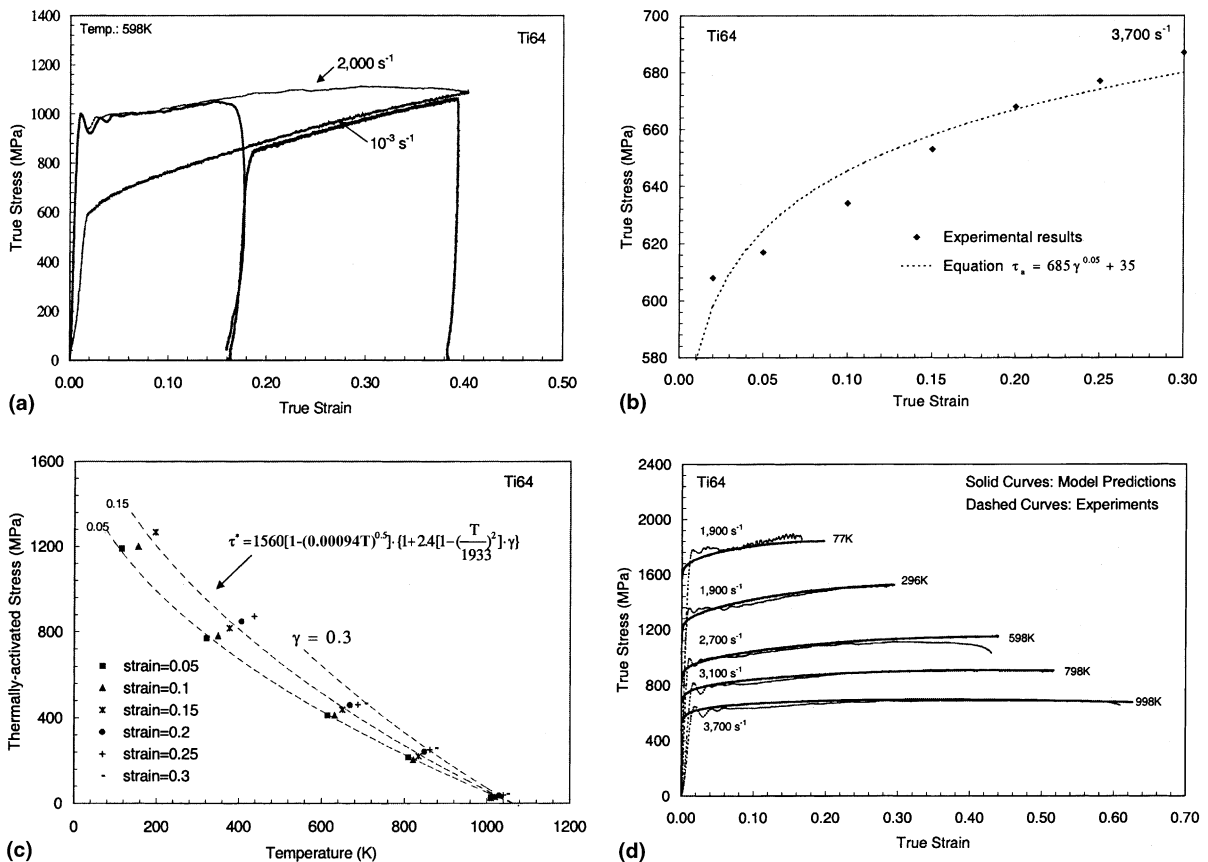 Temp.: 598K
Ti64
2,000 s⁻¹
10⁻³ s⁻¹
True Stress (MPa)
1400
1200
1000
800
600
400
200
0
0.00 0.10 0.20 0.30 0.40 0.50
True Strain
(a)
Ti64
3,700 s⁻¹
True Stress (MPa)
700
680
660
640
620
600
580
Experimental results
Equation τₐ = 685γ^0.05 + 35
0.00 0.05 0.10 0.15 0.20 0.25 0.30
True Strain
(b)
Ti64
Thermally-activated Stress (MPa)
1600
1200
800
400
0
0.15
0.05
τ* = 1560[1-(0.00094T)^0.5]·{1+2.4[1-(T/1933)²]·γ}
γ = 0.3
strain=0.05
strain=0.1
strain=0.15
strain=0.2
strain=0.25
strain=0.3
0 200 400 600 800 1000 1200
Temperature (K)
(c)
Ti64
Solid Curves: Model Predictions
Dashed Curves: Experiments
True Stress (MPa)
2400
2000
1600
1200
800
400
0
1,900 s⁻¹
77K
1,900 s⁻¹
296K
2,700 s⁻¹
598K
3,100 s⁻¹
798K
998K
3,700 s⁻¹
0.00 0.10 0.20 0.30 0.40 0.50 0.60 0.70
True Strain
(d)